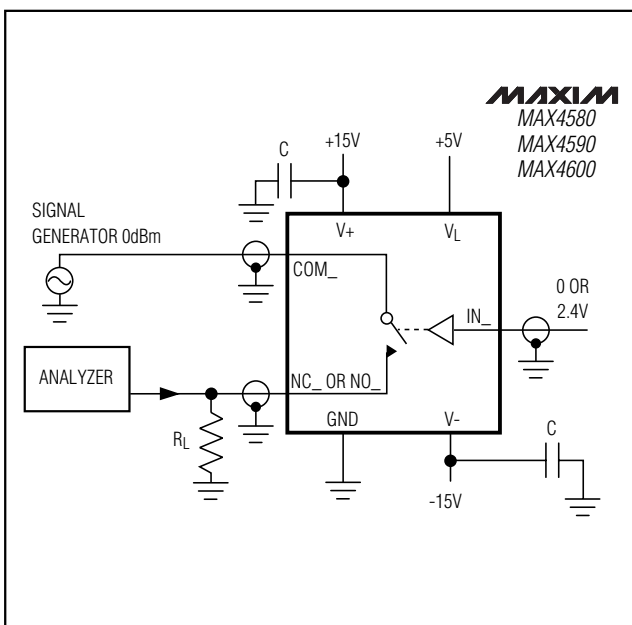 MAXIM
MAX4580
MAX4590
MAX4600
+15V
+5V
C
SIGNAL
GENERATOR 0dBm
V+
VL
COM_
0 OR
2.4V
IN_
ANALYZER
NC_ OR NO_
GND
V-
C
RL
-15V